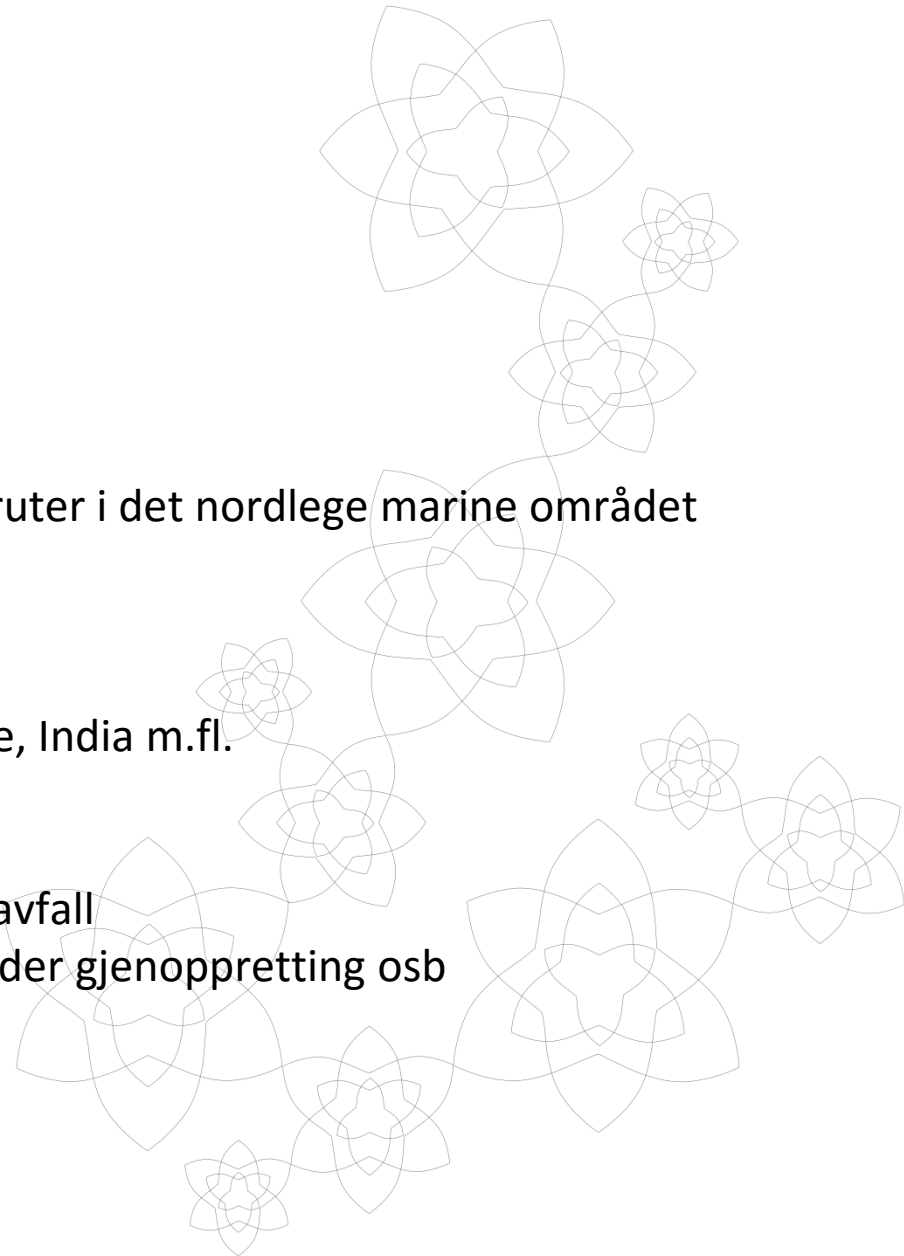 ruter i det nordlege marine området
e, India m.fl.
avfall
der gjenoppretting osb